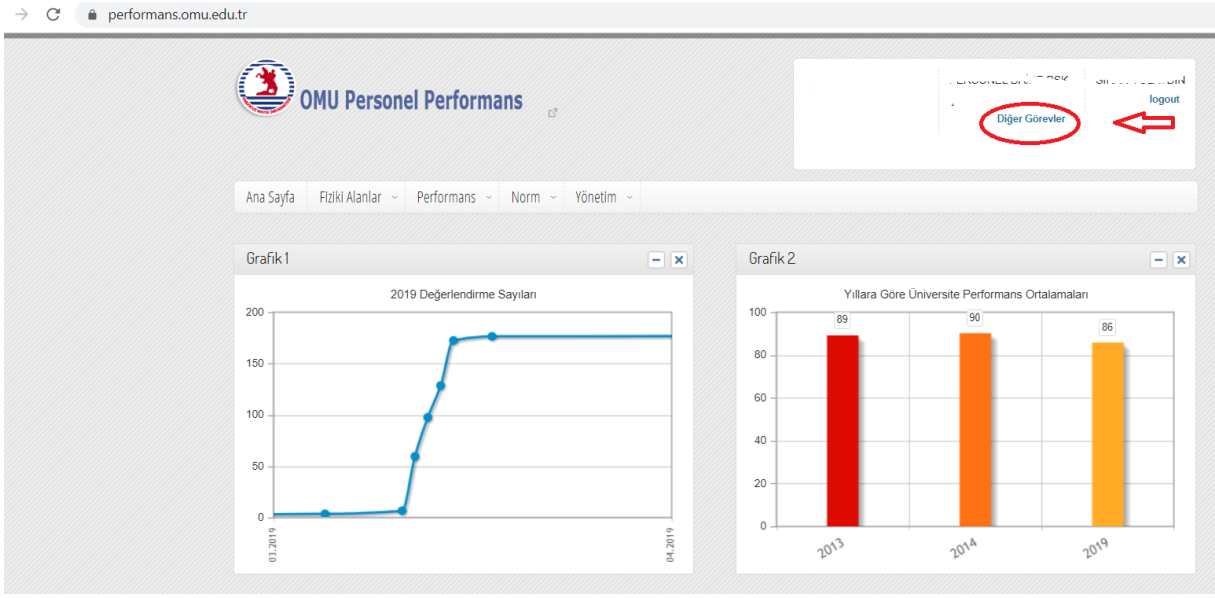 performans.omu.edu.tr
OMU Personel Performans
logout
Diğer Görevler
Ana Sayfa Fiziki Alanlar Performans Norm Yönetim
Grafik 1
2019 Değerlendirme Sayıları
200
150
100
50
0
03.2019
04.2019
Grafik 2
Yıllara Göre Üniversite Performans Ortalamaları
100
80
60
40
20
0
89
90
86
2013
2014
2019